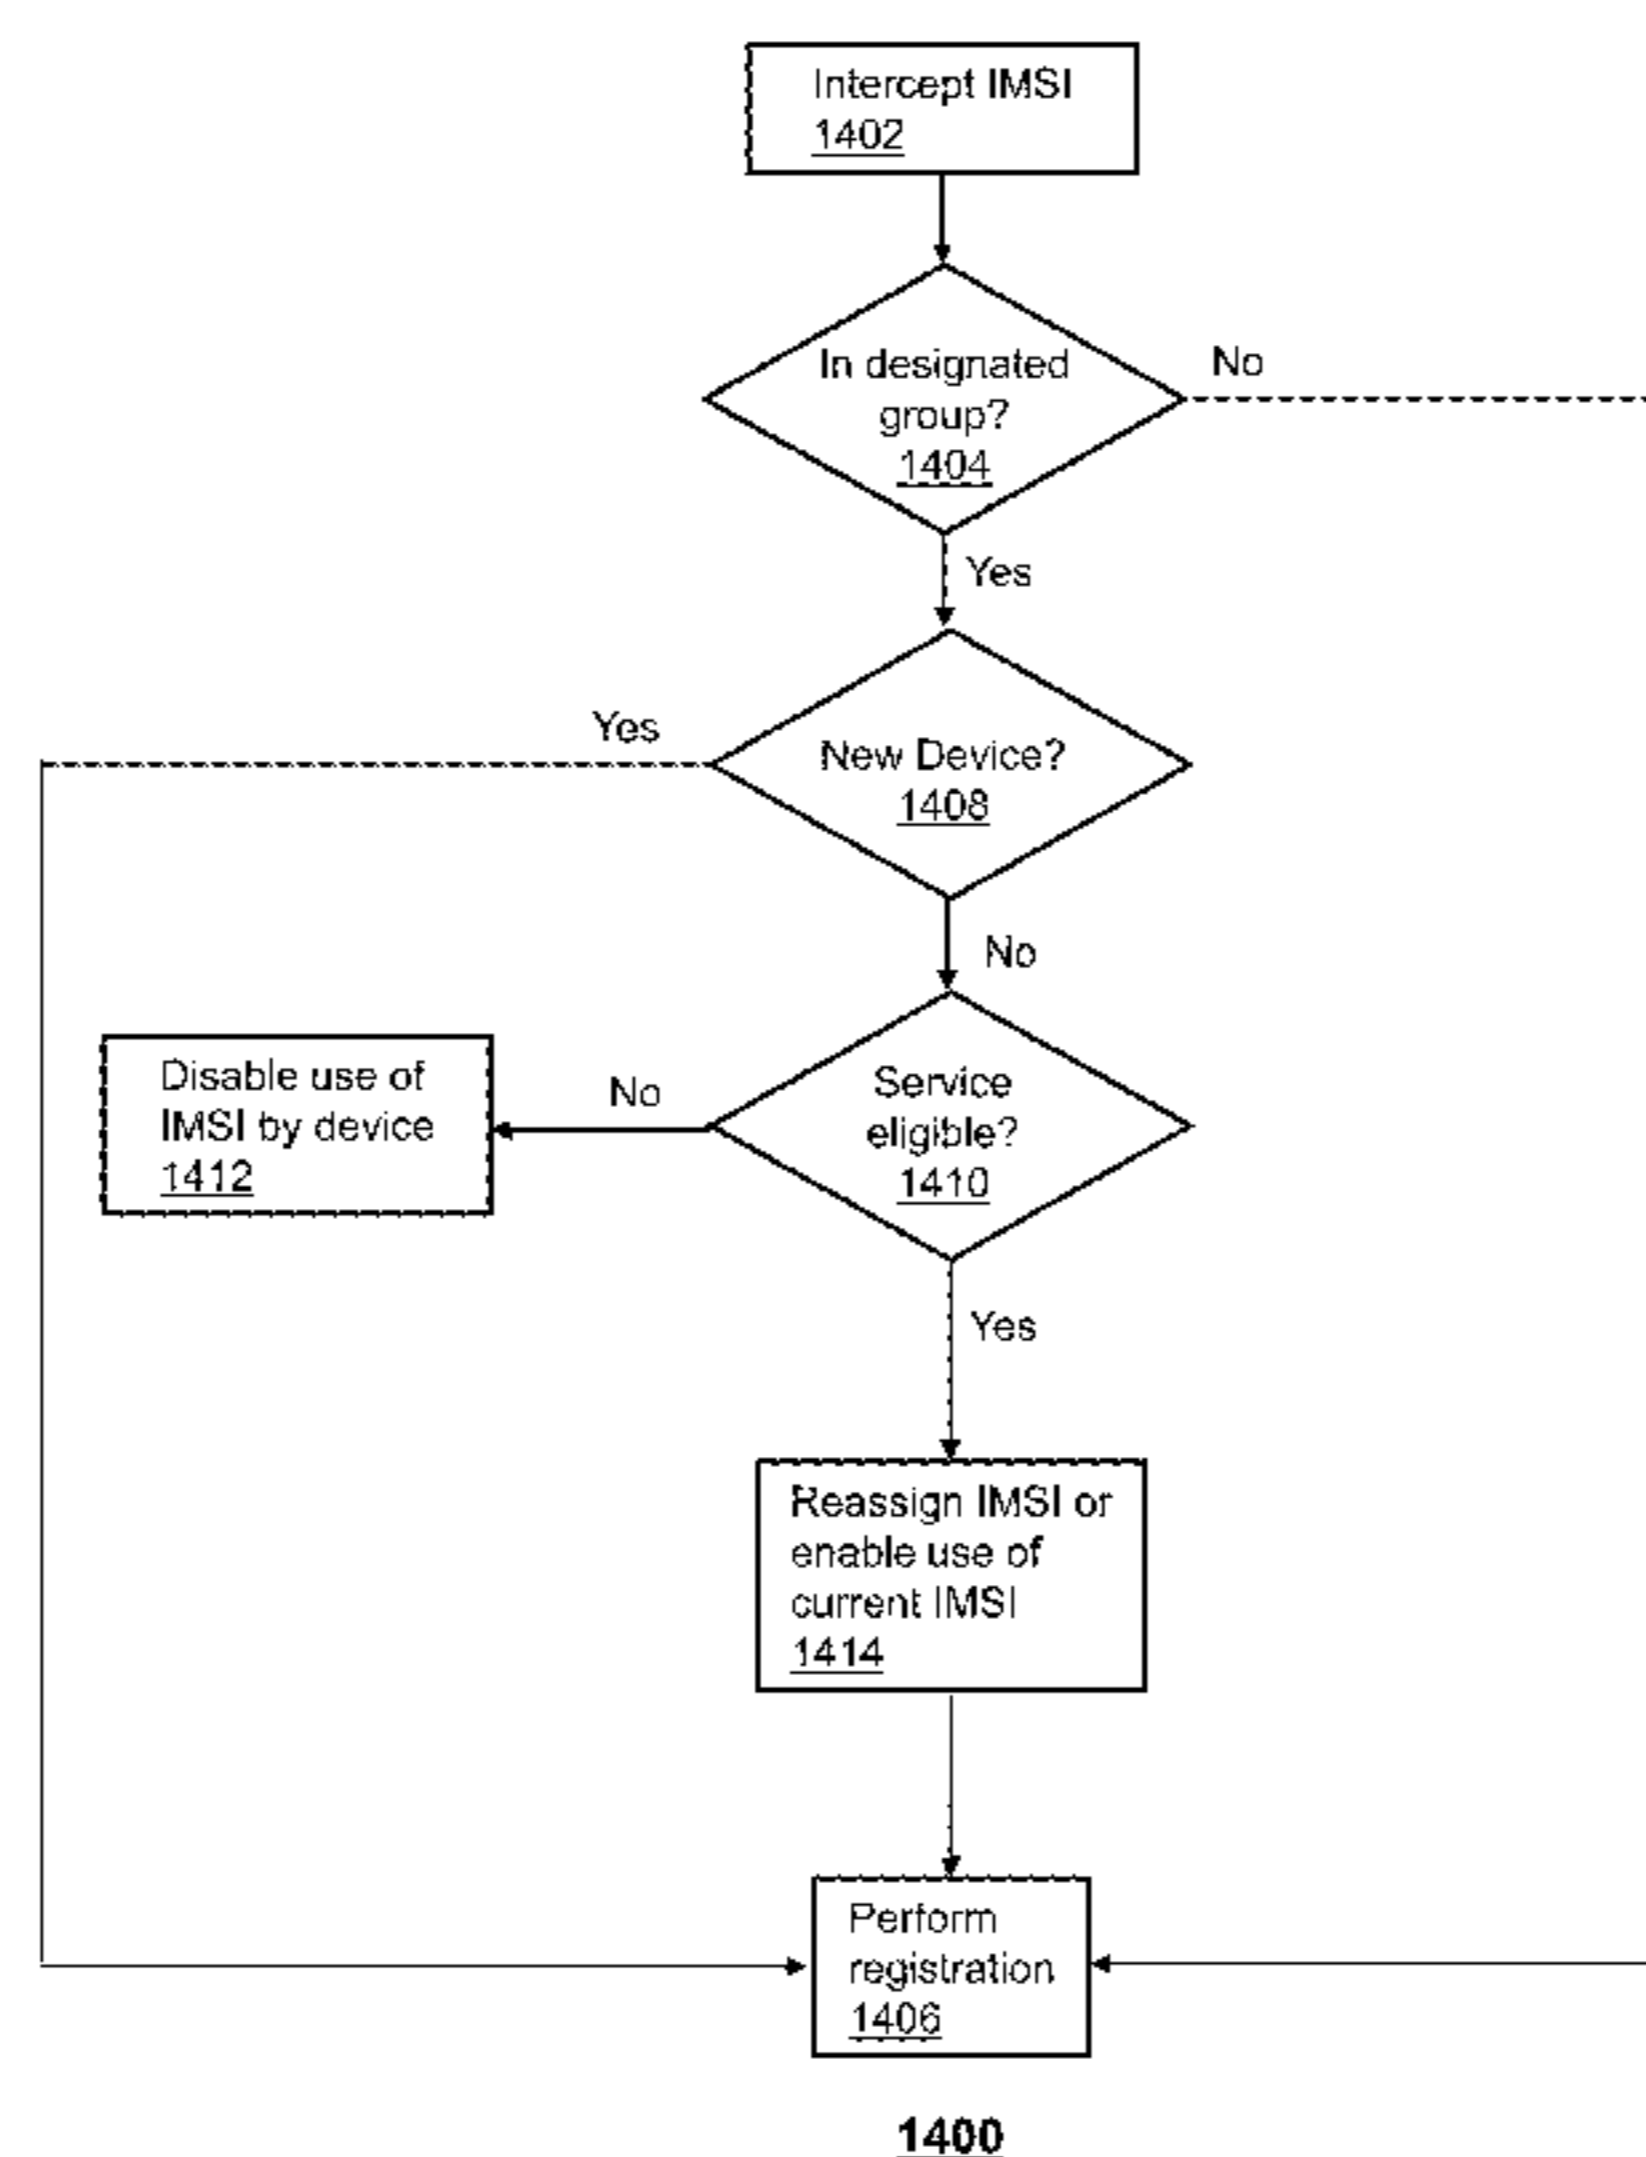 Intercept IMSI
1402
In designated
group?
1404
No
Yes
Yes
New Device?
1408
No
Disable use of
IMSI by device
1412
No
Service
eligible?
1410
Yes
Reassign IMSI or
enable use of
current IMSI
1414
Perform
registration
1406
1400